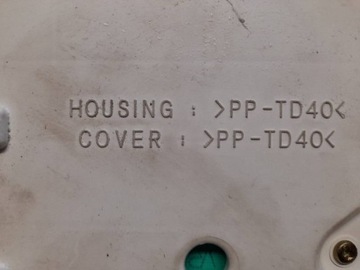 HOUSING : >PP-TD40<
COVER : >PP-TD40<